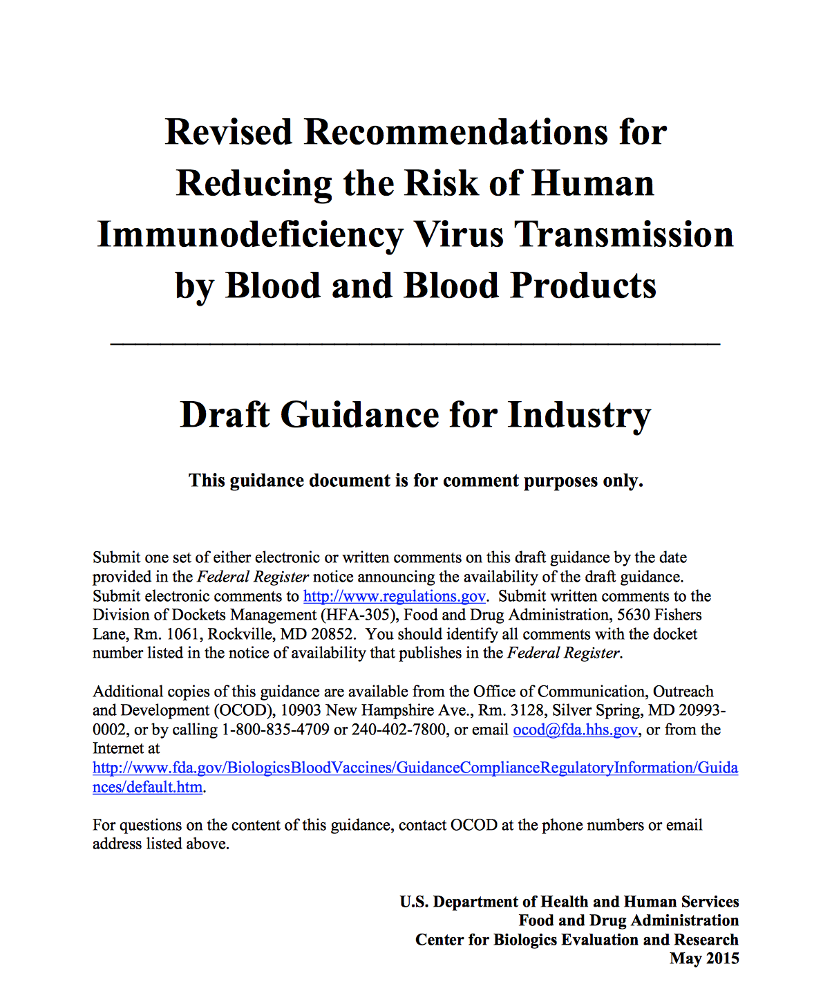 Revised Recommendations for
Reducing the Risk of Human
Immunodeficiency Virus Transmission
by Blood and Blood Products
Draft Guidance for Industry
This guidance document is for comment purposes only.
Submit one set of either electronic or written comments on this draft guidance by the date
provided in the Federal Register notice announcing the availability of the draft guidance.
Submit electronic comments to http://www.regulations.gov.  Submit written comments to the
Division of Dockets Management (HFA-305), Food and Drug Administration, 5630 Fishers
Lane, Rm. 1061, Rockville, MD 20852.  You should identify all comments with the docket
number listed in the notice of availability that publishes in the Federal Register.
Additional copies of this guidance are available from the Office of Communication, Outreach
and Development (OCOD), 10903 New Hampshire Ave., Rm. 3128, Silver Spring, MD 20993-
0002, or by calling 1-800-835-4709 or 240-402-7800, or email ocod@fda.hhs.gov, or from the
Internet at
http://www.fda.gov/BiologicsBloodVaccines/GuidanceComplianceRegulatoryInformation/Guida
nces/default.htm.
For questions on the content of this guidance, contact OCOD at the phone numbers or email
address listed above.
U.S. Department of Health and Human Services
Food and Drug Administration
Center for Biologics Evaluation and Research
May 2015